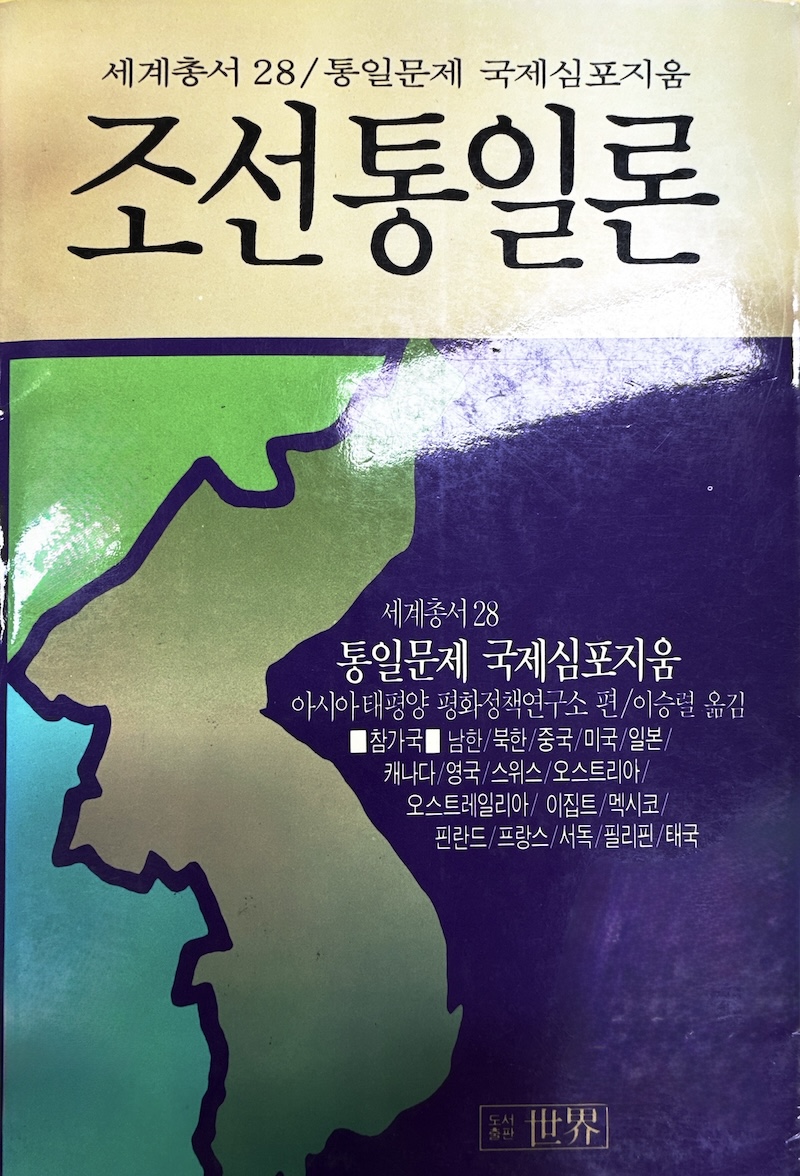 세계총서 28/통일문제 국제심포지움
조선통일론
세계총서 28
통일문제 국제심포지움
아시아태평양 평화정책연구소 편/이승렬 옮김
■참가국■ 남한/북한/중국/미국/일본/
캐나다/영국/스위스/오스트리아/
오스트레일리아/ 이집트/멕시코/
핀란드/프랑스/서독/필리핀/태국
도서
출판 世界